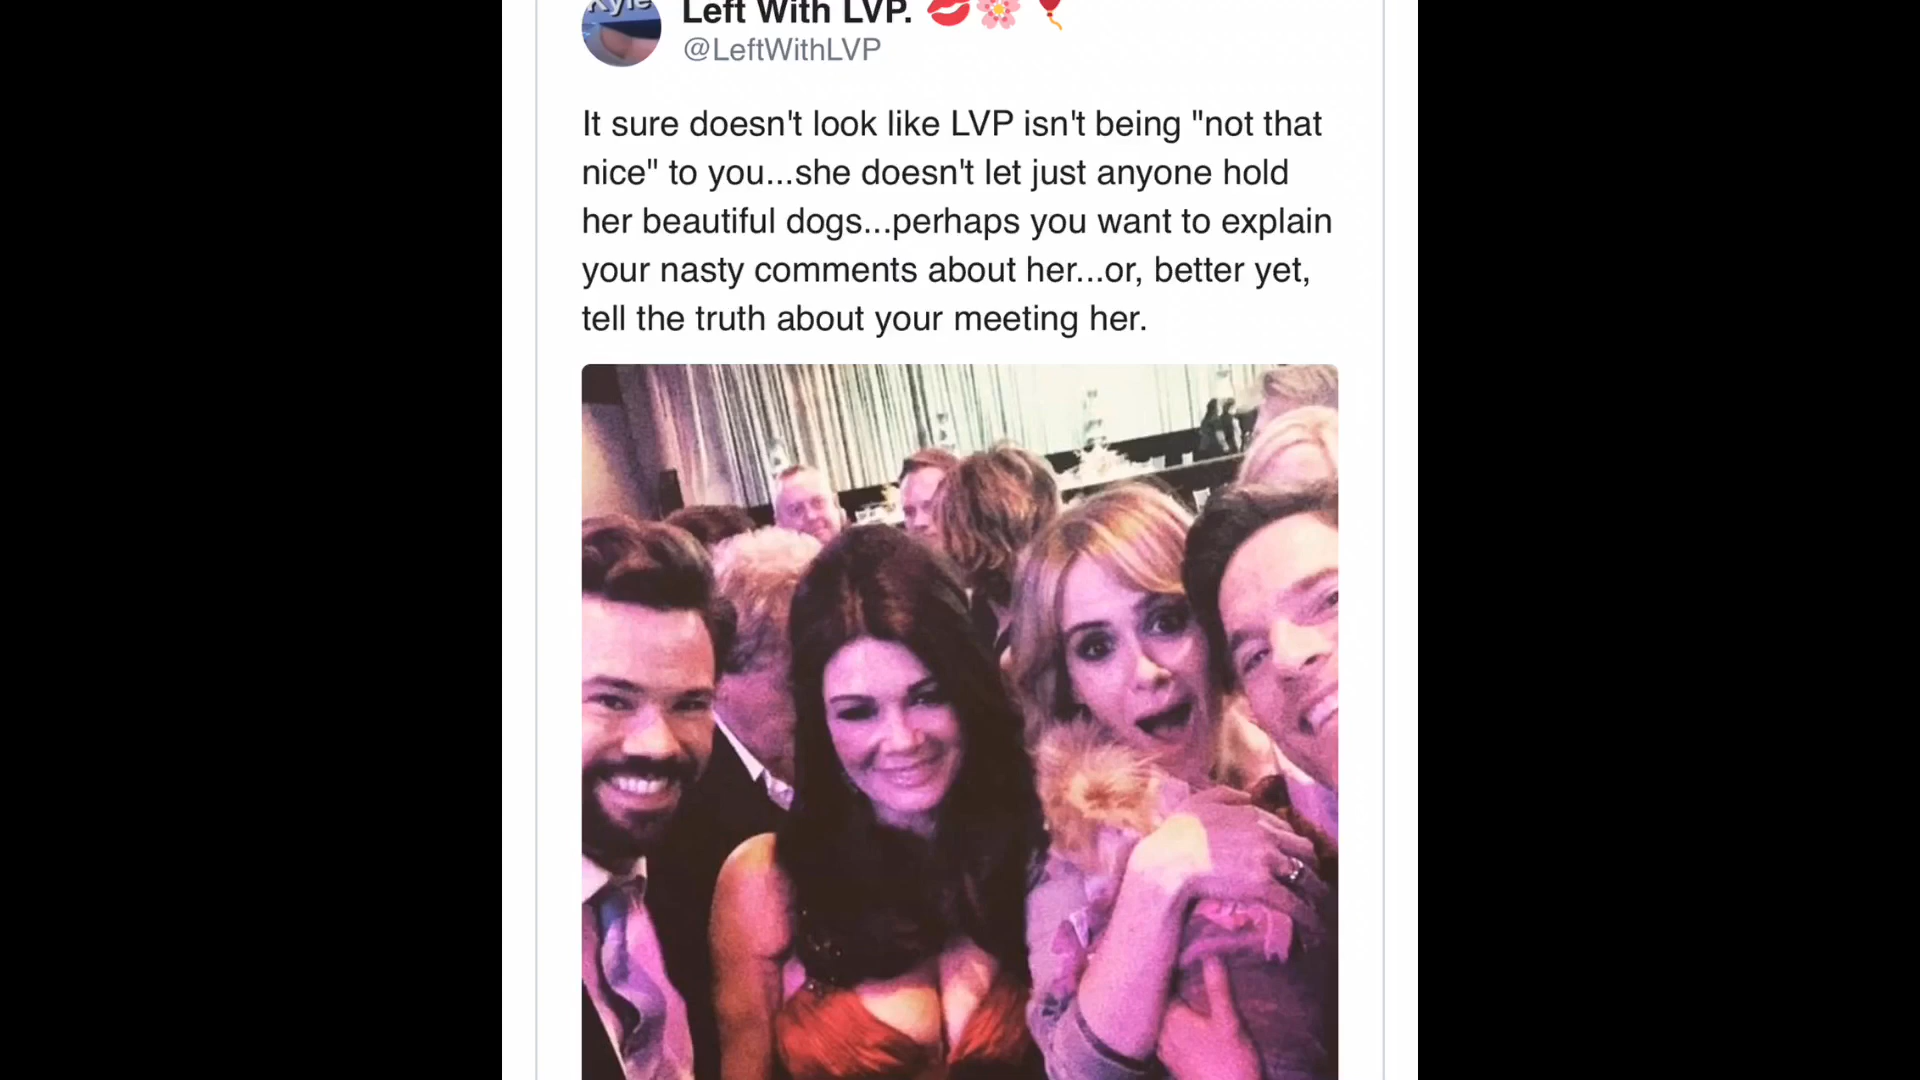 Kyle
Left With LVP. 💋🌸🎈
@LeftWithLVP
It sure doesn't look like LVP isn't being "not that
nice" to you...she doesn't let just anyone hold
her beautiful dogs...perhaps you want to explain
your nasty comments about her...or, better yet,
tell the truth about your meeting her.